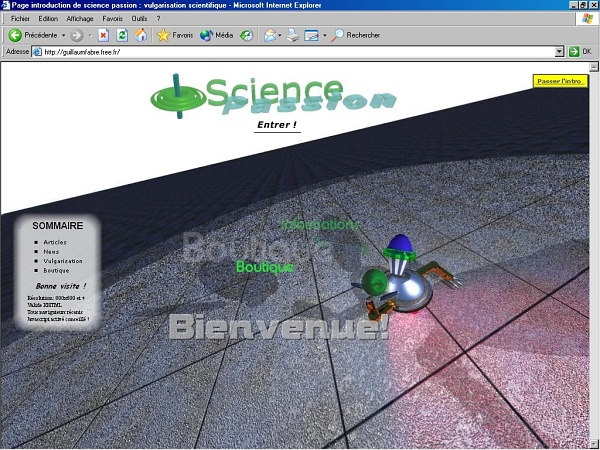 Page introduction de science passion : vulgarisation scientifique - Microsoft Internet Explorer
Fichier Edition Affichage Favoris Outils ?
Précédente Favoris Média Rechercher
Adresse http://guillaumfabre.free.fr/ OK
Science
Passion
Passer l'intro
Entrer !
SOMMAIRE
Articles
News
Vulgarisation
Boutique
Bonne visite !
Résolution: 800x600 et +
Valide XHTML
Tous navigateurs récents
Javascript activé conseillé !
Informations
Boutique
Boutique
Bienvenue!